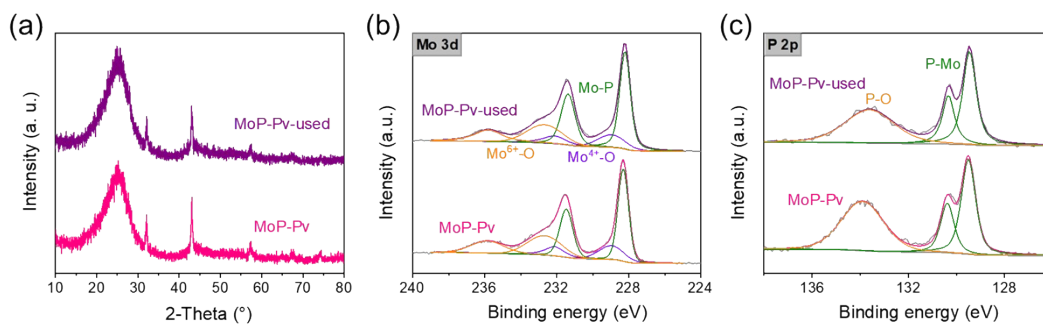 (a)
MoP-Pv-used
MoP-Pv
Intensity (a. u.)
10 20 30 40 50 60 70 80
2-Theta (°)
(b)
Mo 3d
Mo-P
MoP-Pv-used
Mo⁶⁺-O
Mo⁴⁺-O
MoP-Pv
Intensity (a.u.)
240 236 232 228 224
Binding energy (eV)
(c)
P 2p
P-Mo
MoP-Pv-used
P-O
MoP-Pv
Intensity (a.u.)
136 132 128
Binding energy (eV)